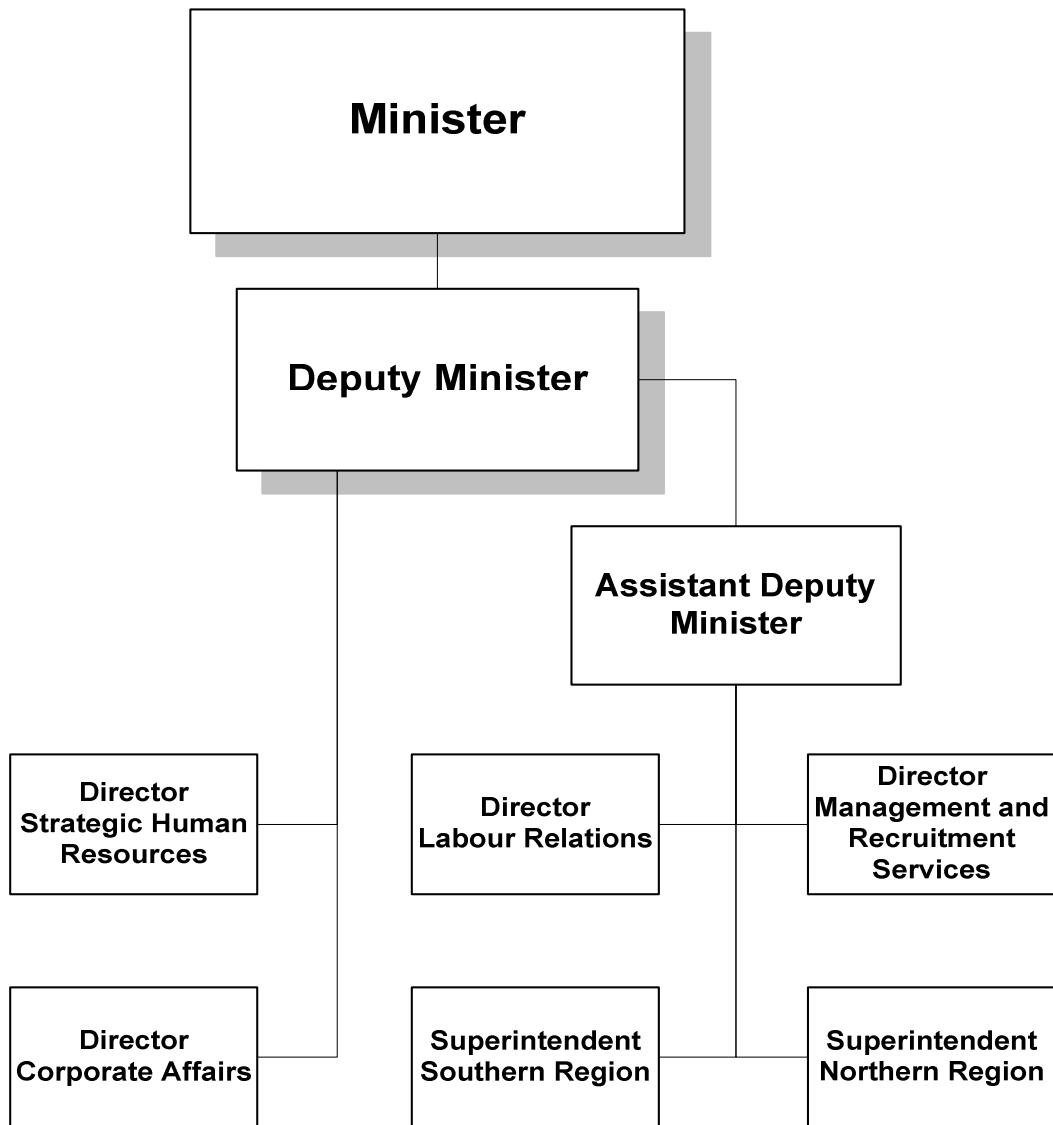 Minister
Deputy Minister
Assistant Deputy
Minister
Director
Strategic Human
Resources
Director
Labour Relations
Director
Management and
Recruitment
Services
Director
Corporate Affairs
Superintendent
Southern Region
Superintendent
Northern Region